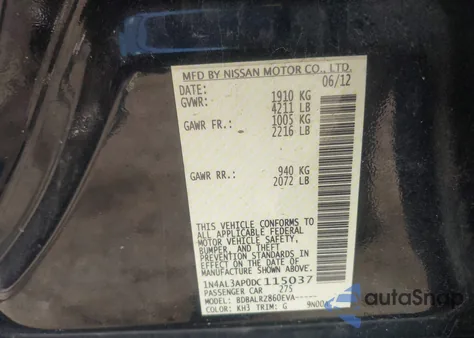 MFD BY NISSAN MOTOR CO., LTD.
DATE: 06/12
GVWR: 1910 KG
4211 LB
GAWR FR.: 1005 KG
2216 LB
GAWR RR.: 940 KG
2072 LB
THIS VEHICLE CONFORMS TO
ALL APPLICABLE FEDERAL
MOTOR VEHICLE SAFETY,
BUMPER, AND THEFT
PREVENTION STANDARDS IN
EFFECT ON THE DATE OF
MANUFACTURE SHOWN ABOVE.
1N4AL3AP0DC115037
PASSENGER CAR 275
MODEL: BDBALRZB60EVA-----
COLOR: KH3 TRIM: G
autoSnap